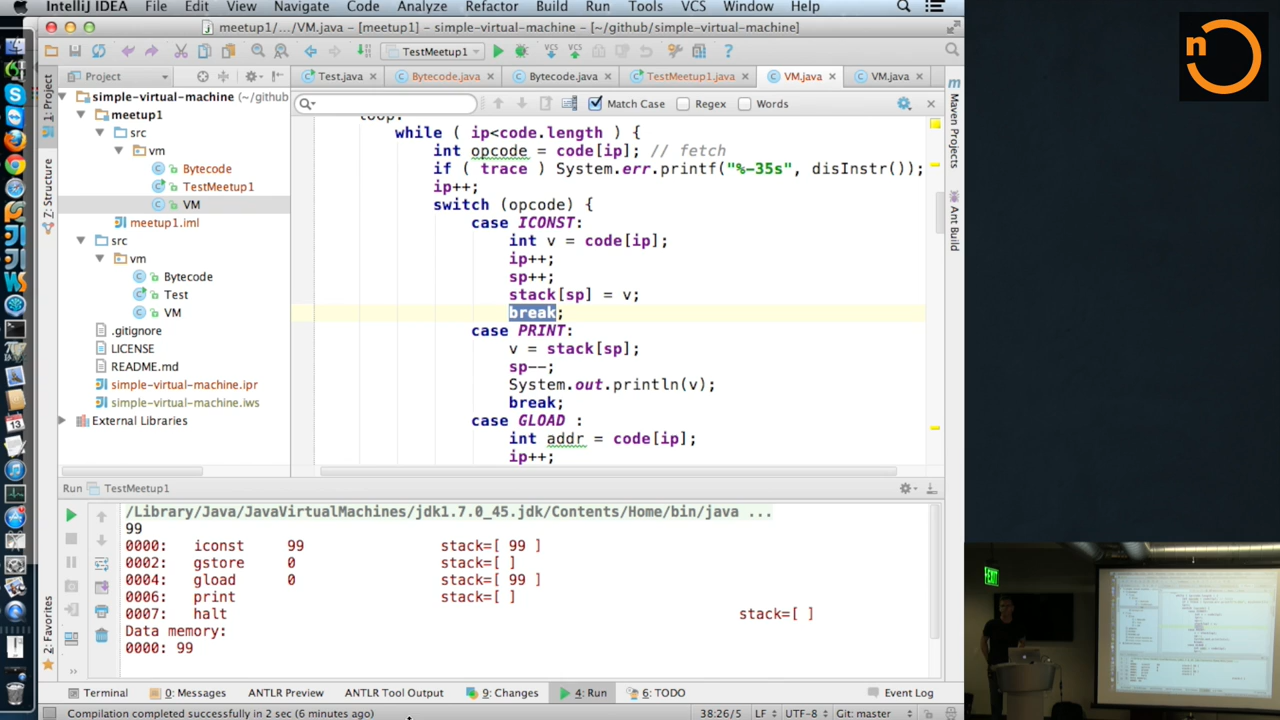 IntelliJ IDEA File Edit View Navigate Code Analyze Refactor Build Run Tools VCS Window Help
meetup1/.../VM.java - [meetup1] - simple-virtual-machine - [~/github/simple-virtual-machine]
TestMeetup1 VCS VCS
Project Test.java Bytecode.java Bytecode.java TestMeetup1.java VM.java VM.java
simple-virtual-machine (~/github
meetup1
src
vm
Bytecode
TestMeetup1
VM
meetup1.iml
src
vm
Bytecode
Test
VM
.gitignore
LICENSE
README.md
simple-virtual-machine.ipr
simple-virtual-machine.iws
External Libraries
1: Project
7: Structure
2: Favorites
Match Case Regex Words
loop:
while ( ip<code.length ) {
int opcode = code[ip]; // fetch
if ( trace ) System.err.printf("%-35s", disInstr());
ip++;
switch (opcode) {
case ICONST:
int v = code[ip];
ip++;
sp++;
stack[sp] = v;
break;
case PRINT:
v = stack[sp];
sp--;
System.out.println(v);
break;
case GLOAD :
int addr = code[ip];
ip++;
Maven Projects
Ant Build
n
EXIT
Run TestMeetup1
/Library/Java/JavaVirtualMachines/jdk1.7.0_45.jdk/Contents/Home/bin/java ...
99
0000: iconst 99 stack=[ 99 ]
0002: gstore 0 stack=[ ]
0004: gload 0 stack=[ 99 ]
0006: print stack=[ ]
0007: halt stack=[ ]
Data memory:
0000: 99
Terminal 0: Messages ANTLR Preview ANTLR Tool Output 9: Changes 4: Run 6: TODO Event Log
Compilation completed successfully in 2 sec (6 minutes ago) 38:26/5 LF UTF-8 Git: master